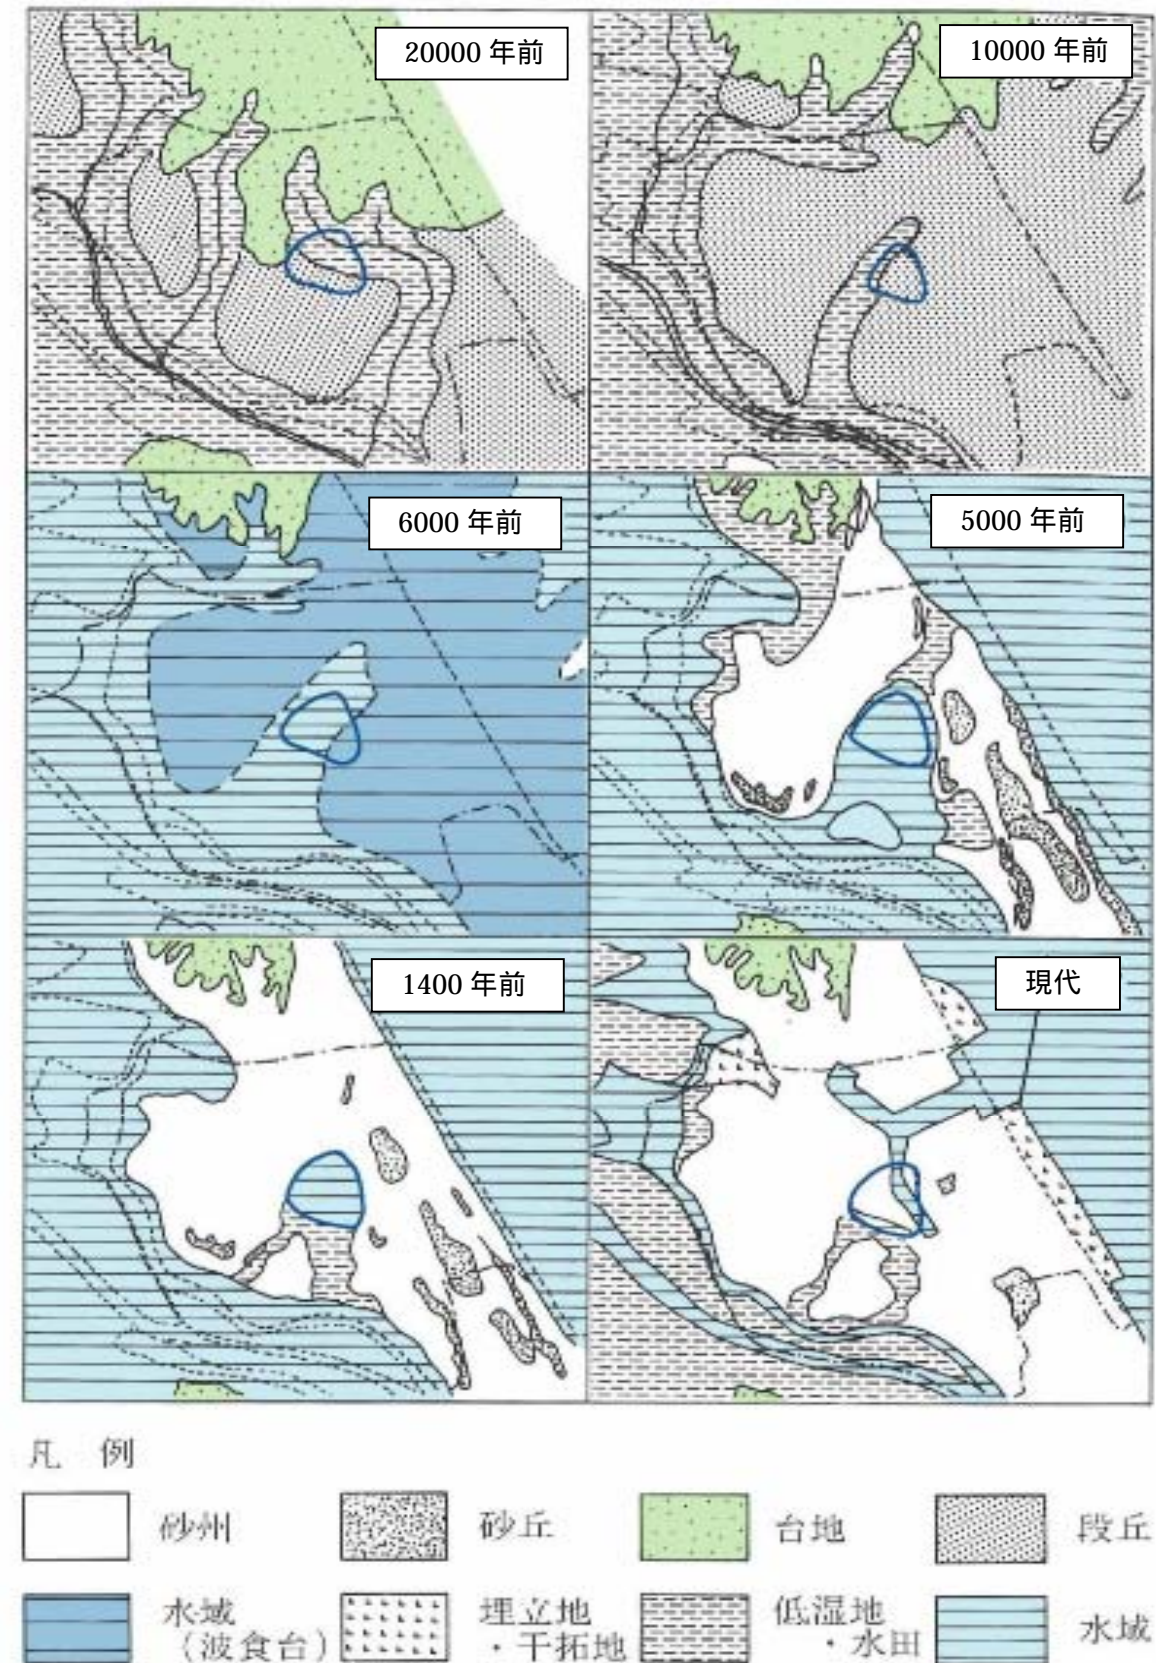 20000 年前
10000 年前
6000 年前
5000 年前
1400 年前
現代
凡 例
砂州
砂丘
台地
段丘
水域
（波食台）
埋立地
・干拓地
低湿地
・水田
水域